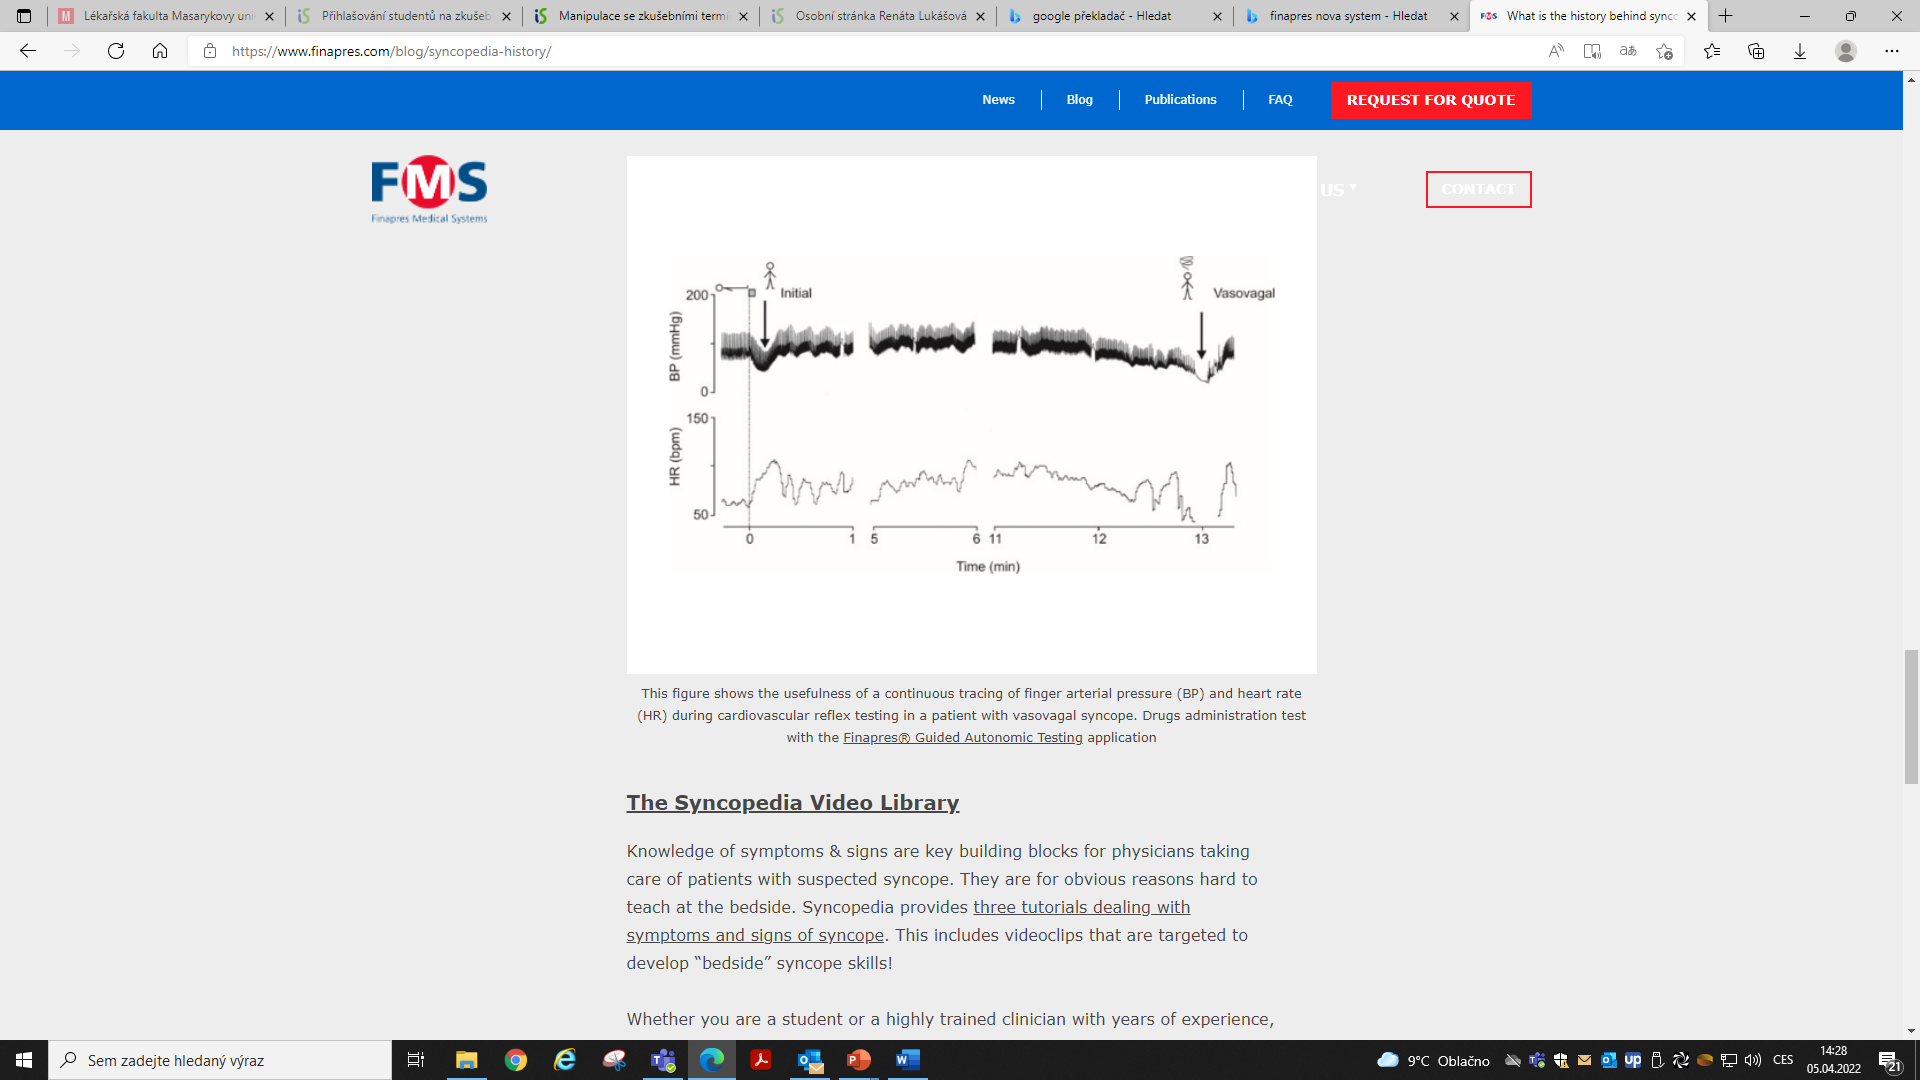 Lékařská fakulta Masarykovy uni
Přihlašování studentů na zkušeb
Manipulace se zkušebními termí
Osobní stránka Renáta Lukášová
google překladač - Hledat
finapres nova system - Hledat
What is the history behind sync
https://www.finapres.com/blog/syncopedia-history/
News
Blog
Publications
FAQ
REQUEST FOR QUOTE
FMS
Finapres Medical Systems
US
CONTACT
Initial
Vasovagal
200
BP (mmHg)
0
150
HR (bpm)
50
0 1 5 6 11 12 13
Time (min)
This figure shows the usefulness of a continuous tracing of finger arterial pressure (BP) and heart rate
(HR) during cardiovascular reflex testing in a patient with vasovagal syncope. Drugs administration test
with the Finapres® Guided Autonomic Testing application
The Syncopedia Video Library
Knowledge of symptoms & signs are key building blocks for physicians taking
care of patients with suspected syncope. They are for obvious reasons hard to
teach at the bedside. Syncopedia provides three tutorials dealing with
symptoms and signs of syncope. This includes videoclips that are targeted to
develop “bedside” syncope skills!
Whether you are a student or a highly trained clinician with years of experience,
Sem zadejte hledaný výraz
9°C Oblačno
CES
14:28
05.04.2022
21